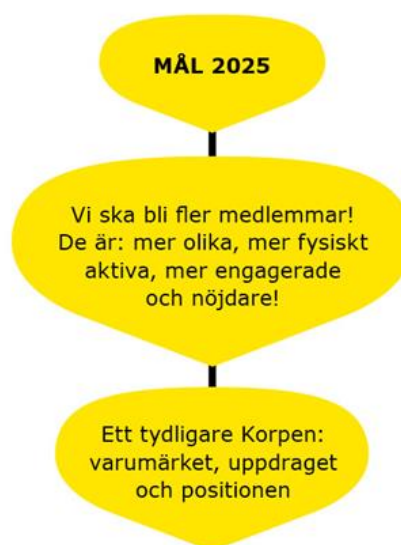 MÅL 2025
Vi ska bli fler medlemmar!
De är: mer olika, mer fysiskt
aktiva, mer engagerade
och nöjdare!
Ett tydligare Korpen:
varumärket, uppdraget
och positionen